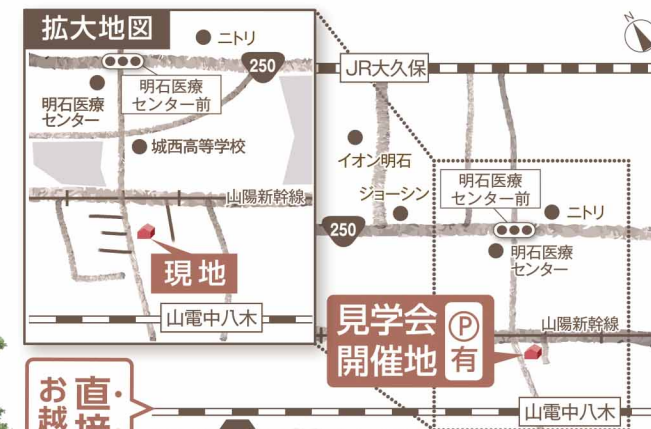 拡大地図
ニトリ
250
明石医療
センター前
明石医療
センター
城西高等学校
山陽新幹線
現地
山電中八木
N
JR大久保
イオン明石
ジョーシン
明石医療
センター前
ニトリ
250
明石医療
センター
山陽新幹線
見学会
開催地
P
有
山電中八木
直接
お越